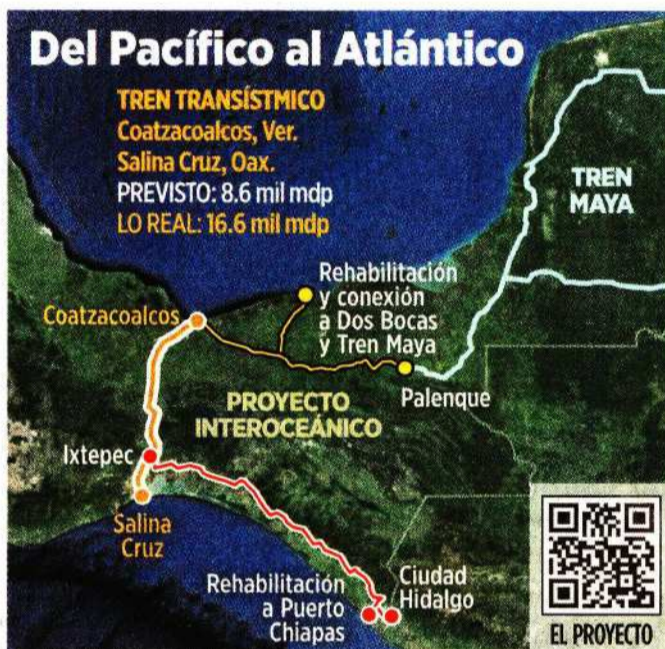 Del Pacífico al Atlántico
TREN TRANSÍSTMICO
Coatzacoalcos, Ver.
Salina Cruz, Oax.
PREVISTO: 8.6 mil mdp
LO REAL: 16.6 mil mdp
TREN
MAYA
Rehabilitación
y conexión
a Dos Bocas
y Tren Maya
Coatzacoalcos
Palenque
PROYECTO
INTEROCEÁNICO
Ixtepec
Salina
Cruz
Rehabilitación
a Puerto
Chiapas
Ciudad
Hidalgo
EL PROYECTO